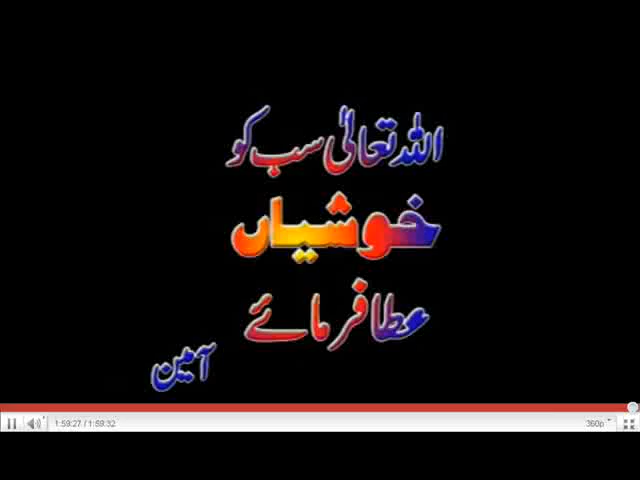 اللہ تعالیٰ سب کو
خوشیاں
عطا فرمائے
آمین
1:59:27 / 1:59:32
360p